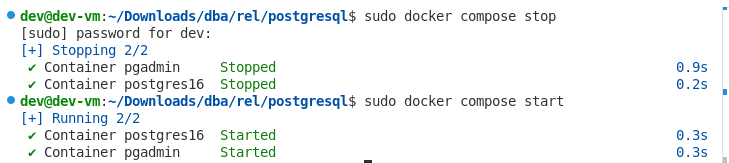 dev@dev-vm:~/Downloads/dba/rel/postgresql$ sudo docker compose stop
[sudo] password for dev:
[+] Stopping 2/2
✔ Container pgadmin     Stopped 0.9s
✔ Container postgres16  Stopped 0.2s
dev@dev-vm:~/Downloads/dba/rel/postgresql$ sudo docker compose start
[+] Running 2/2
✔ Container postgres16  Started 0.3s
✔ Container pgadmin     Started 0.3s